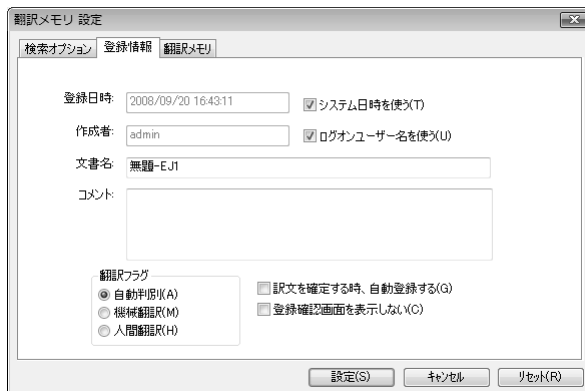 翻訳メモリ 設定
検索オプション 登録情報 翻訳メモリ
登録日時: 2008/09/20 16:43:11 システム日時を使う(T)
作成者: admin ログオンユーザー名を使う(U)
文書名: 無題-EJ1
コメント:
翻訳フラグ
自動判別(A)
機械翻訳(M)
人間翻訳(H)
訳文を確定する時、自動登録する(G)
登録確認画面を表示しない(C)
設定(S) キャンセル リセット(R)